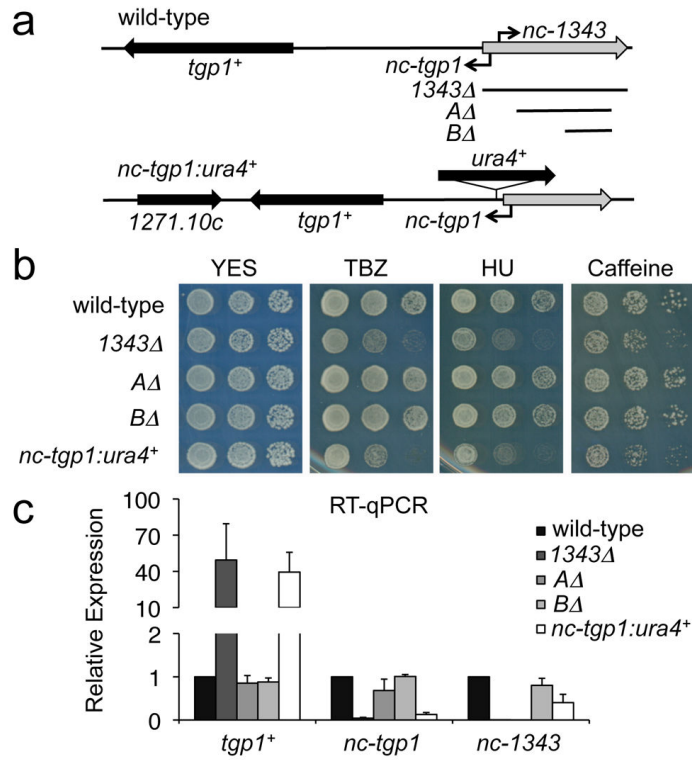 a
wild-type
nc-1343
tgp1+
nc-tgp1
1343Δ
AΔ
BΔ
nc-tgp1:ura4+
ura4+
1271.10c
tgp1+
nc-tgp1
b
YES
TBZ
HU
Caffeine
wild-type
1343Δ
AΔ
BΔ
nc-tgp1:ura4+
c
RT-qPCR
Relative Expression
100
70
40
10
2
1
0
wild-type
1343Δ
AΔ
BΔ
nc-tgp1:ura4+
tgp1+
nc-tgp1
nc-1343